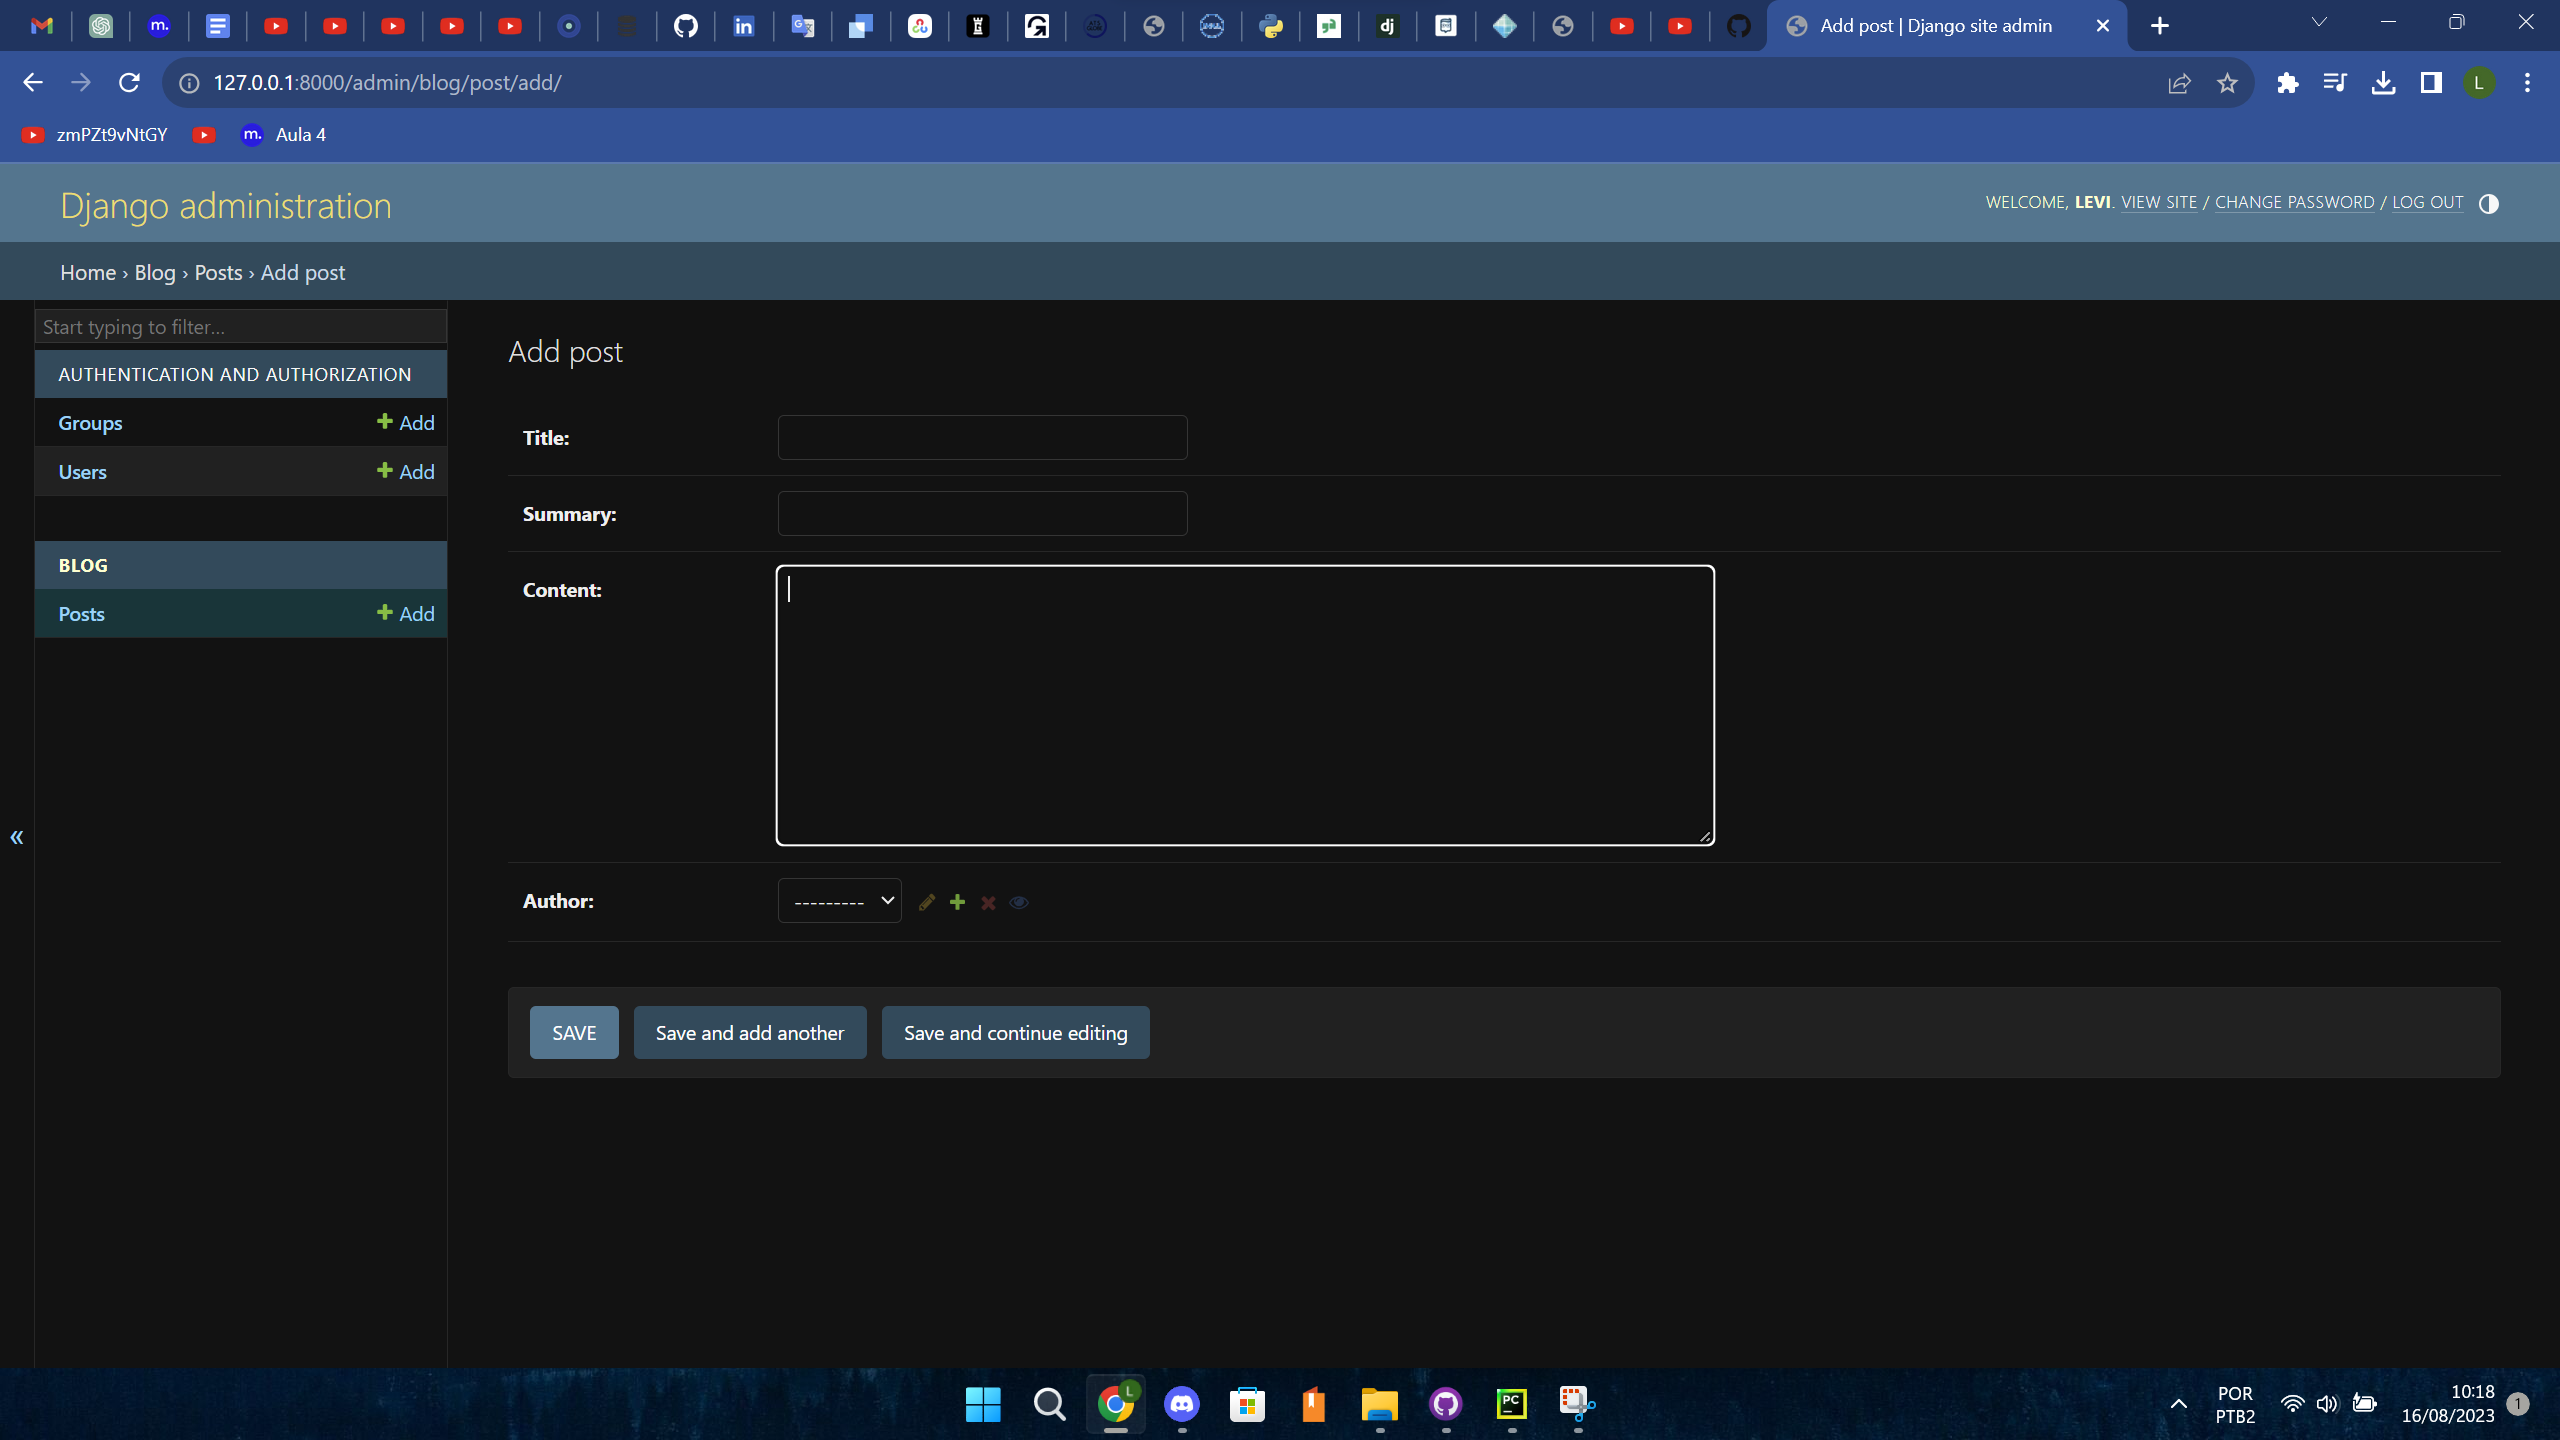 Add post | Django site admin
127.0.0.1:8000/admin/blog/post/add/
L
zmPZt9vNtGY
m. Aula 4
Django administration
WELCOME, LEVI. VIEW SITE / CHANGE PASSWORD / LOG OUT
Home › Blog › Posts › Add post
Start typing to filter...
AUTHENTICATION AND AUTHORIZATION
Groups Add
Users Add
BLOG
Posts Add
Add post
Title:
Summary:
Content:
Author: ---------
SAVE Save and add another Save and continue editing
«
POR
PTB2
10:18
16/08/2023
1